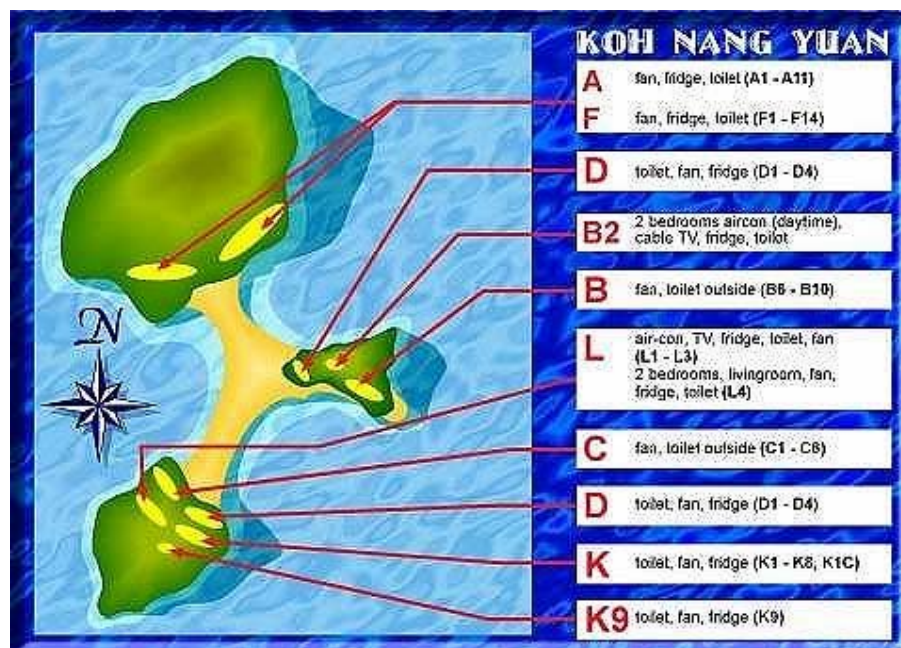 N
KOH NANG YUAN
A fan, fridge, toilet (A1 - A11)
F fan, fridge, toilet (F1 - F14)
D toilet, fan, fridge (D1 - D4)
B2 2 bedrooms aircon (daytime),
cable TV, fridge, toilet
B fan, toilet outside (B6 - B10)
L air-con, TV, fridge, toilet, fan
(L1 - L3)
2 bedrooms, livingroom, fan,
fridge, toilet (L4)
C fan, toilet outside (C1 - C6)
D toilet, fan, fridge (D1 - D4)
K toilet, fan, fridge (K1 - K8, K1C)
K9 toilet, fan, fridge (K9)